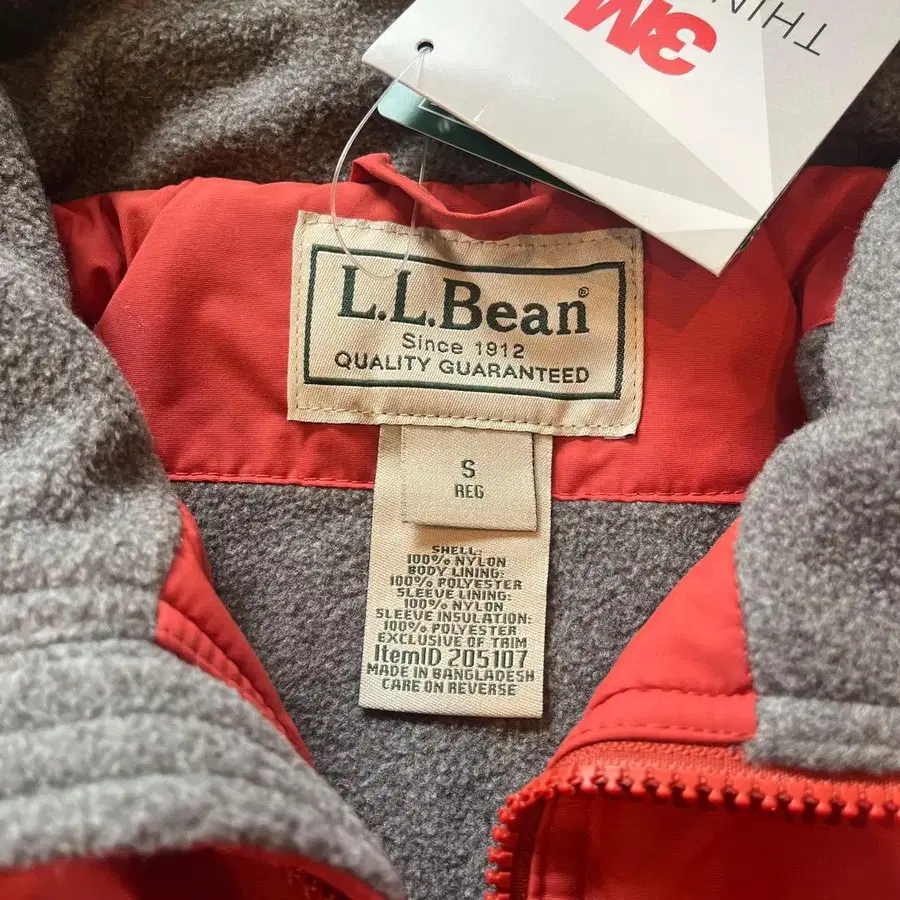 3M
THIN
L.L.Bean®
Since 1912
QUALITY GUARANTEED
S
REG
SHELL:
100% NYLON
BODY LINING:
100% POLYESTER
SLEEVE LINING:
100% NYLON
SLEEVE INSULATION:
100% POLYESTER
EXCLUSIVE OF TRIM
ItemID 205107
MADE IN BANGLADESH
CARE ON REVERSE